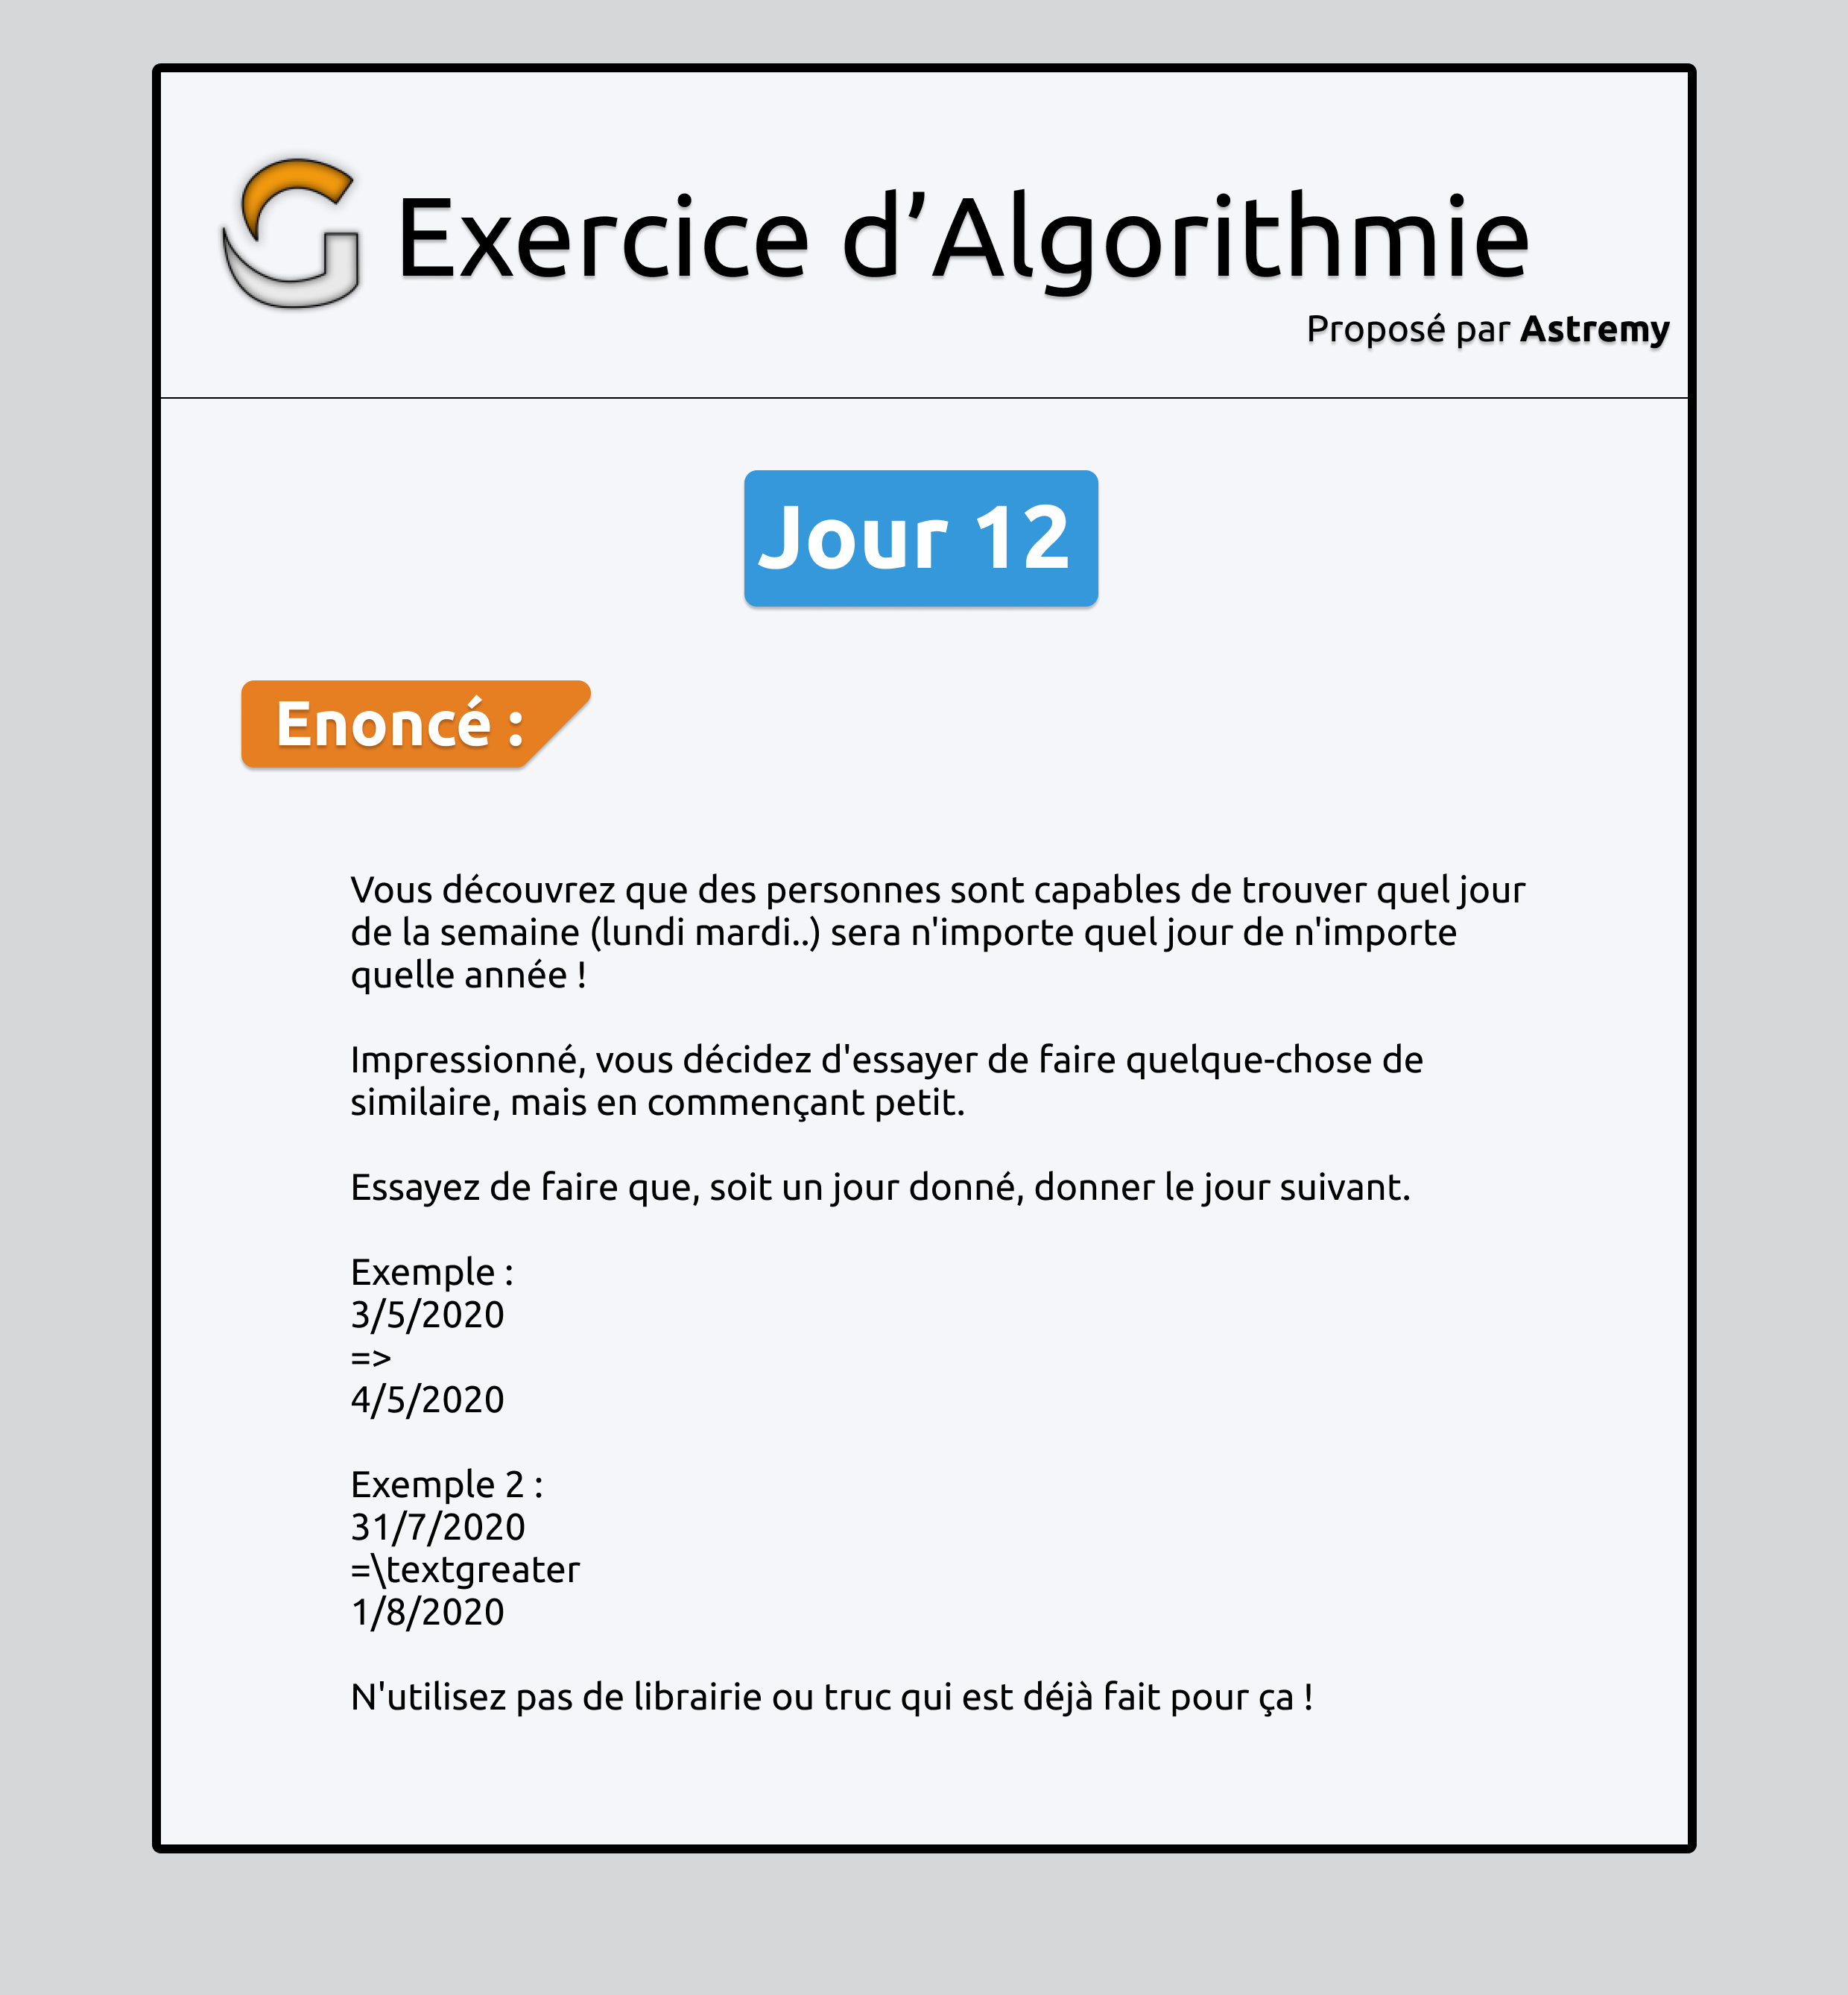 Exercice d’Algorithmie
Proposé par Astremy
Jour 12
Enoncé :
Vous découvrez que des personnes sont capables de trouver quel jour
de la semaine (lundi mardi..) sera n'importe quel jour de n'importe
quelle année !
Impressionné, vous décidez d'essayer de faire quelque-chose de
similaire, mais en commençant petit.
Essayez de faire que, soit un jour donné, donner le jour suivant.
Exemple :
3/5/2020
=>
4/5/2020
Exemple 2 :
31/7/2020
=\textgreater
1/8/2020
N'utilisez pas de librairie ou truc qui est déjà fait pour ça !